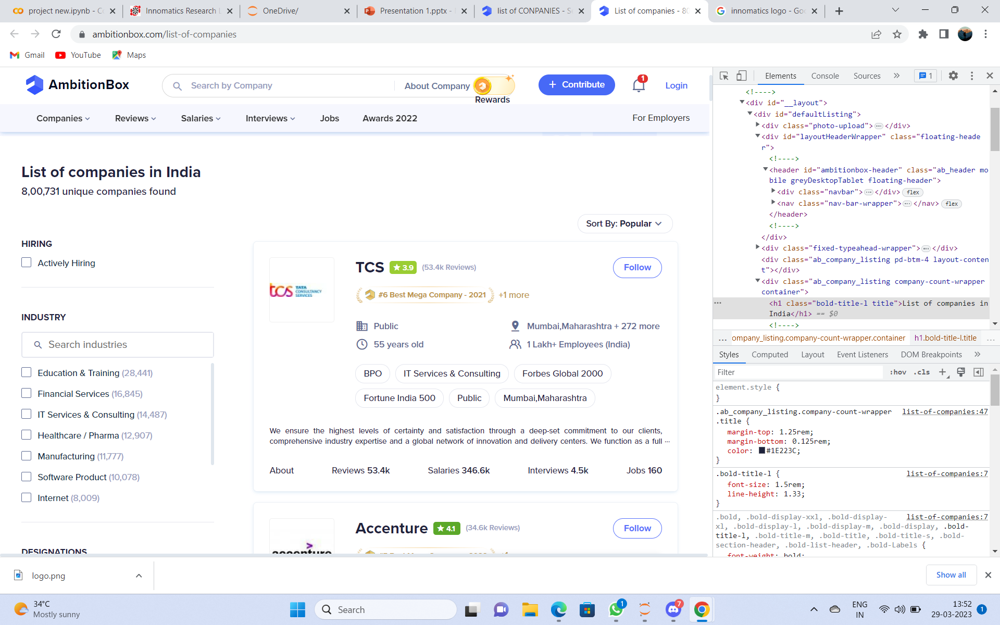 project new.ipynb - Co
Innomatics Research L
OneDrive/
Presentation 1.pptx -
list of CONPANIES - Se
List of companies - 80
innomatics logo - Goo
ambitionbox.com/list-of-companies
Gmail
YouTube
Maps
AmbitionBox
Search by Company
About Company
Rewards
+ Contribute
1
Login
Companies
Reviews
Salaries
Interviews
Jobs
Awards 2022
For Employers
List of companies in India
8,00,731 unique companies found
Sort By: Popular
HIRING
Actively Hiring
INDUSTRY
Search industries
Education & Training (28,441)
Financial Services (16,845)
IT Services & Consulting (14,487)
Healthcare / Pharma (12,907)
Manufacturing (11,777)
Software Product (10,078)
Internet (8,009)
DESIGNATIONS
tcs TATA
CONSULTANCY
SERVICES
TCS ★ 3.9 (53.4k Reviews)
Follow
#6 Best Mega Company - 2021 +1 more
Public
Mumbai,Maharashtra + 272 more
55 years old
1 Lakh+ Employees (India)
BPO
IT Services & Consulting
Forbes Global 2000
Fortune India 500
Public
Mumbai,Maharashtra
We ensure the highest levels of certainty and satisfaction through a deep-set commitment to our clients,
comprehensive industry expertise and a global network of innovation and delivery centers. We function as a full ...
About
Reviews 53.4k
Salaries 346.6k
Interviews 4.5k
Jobs 160
accenture
Accenture ★ 4.1 (34.6k Reviews)
Follow
Elements
Console
Sources
»
1
<!---->
<div id="__layout">
<div id="defaultListing">
<div class="photo-upload">…</div>
<div id="layoutHeaderWrapper" class="floating-heade
r">
<!---->
<header id="ambitionbox-header" class="ab_header mo
bile greyDesktopTablet floating-header">
<div class="navbar">…</div> flex
<nav class="nav-bar-wrapper">…</nav> flex
</header>
<!---->
</div>
<div class="fixed-typeahead-wrapper">…</div>
<div class="ab_company_listing pd-btm-4 layout-conten
t"></div>
<div class="ab_company_listing company-count-wrapper
container">
<h1 class="bold-title-l title">List of companies in
India</h1> == $0
<!---->
... ompany_listing.company-count-wrapper.container h1.bold-title-l.title ...
Styles
Computed
Layout
Event Listeners
DOM Breakpoints
»
Filter
:hov
.cls
+
element.style {
}
.ab_company_listing.company-count-wrapper list-of-companies:47
.title {
margin-top: 1.25rem;
margin-bottom: 0.125rem;
color: #1E223C;
}
.bold-title-l { list-of-companies:7
font-size: 1.5rem;
line-height: 1.33;
}
.bold, .bold-display-xxl, .bold-display- list-of-companies:7
xl, .bold-display-l, .bold-display-m, .bold-display, .bold-
title-l, .bold-title-m, .bold-title, .bold-title-s, .bold-
section-header, .bold-list-header, .bold-Labels {
font-weight: bold;
logo.png
Show all
34°C
Mostly sunny
Search
1
7
ENG
IN
13:52
29-03-2023
1